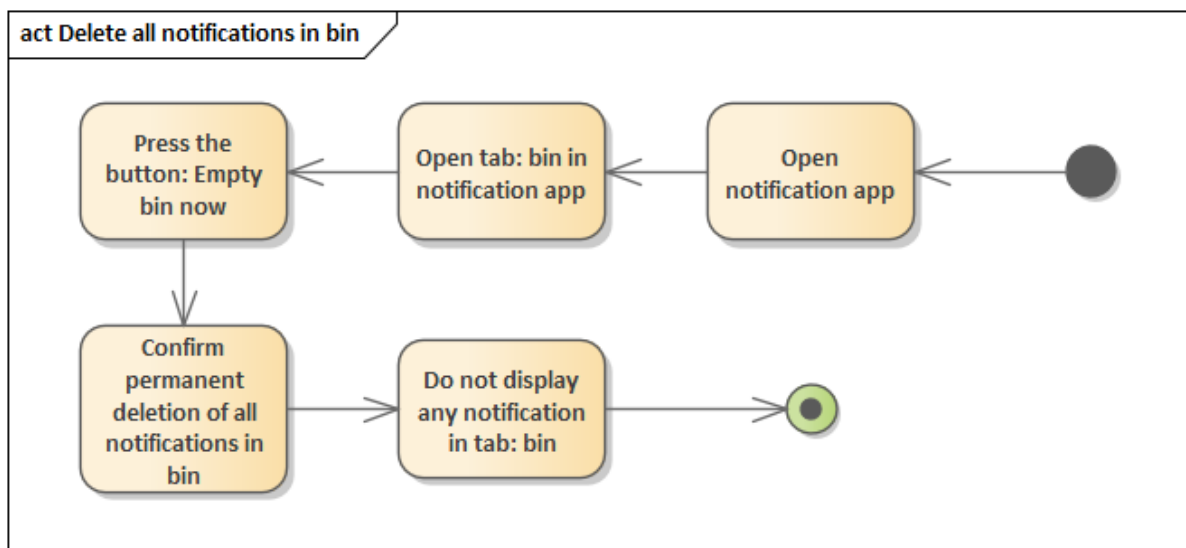 act Delete all notifications in bin
Press the
button: Empty
bin now
Open tab: bin in
notification app
Open
notification app
Confirm
permanent
deletion of all
notifications in
bin
Do not display
any notification
in tab: bin